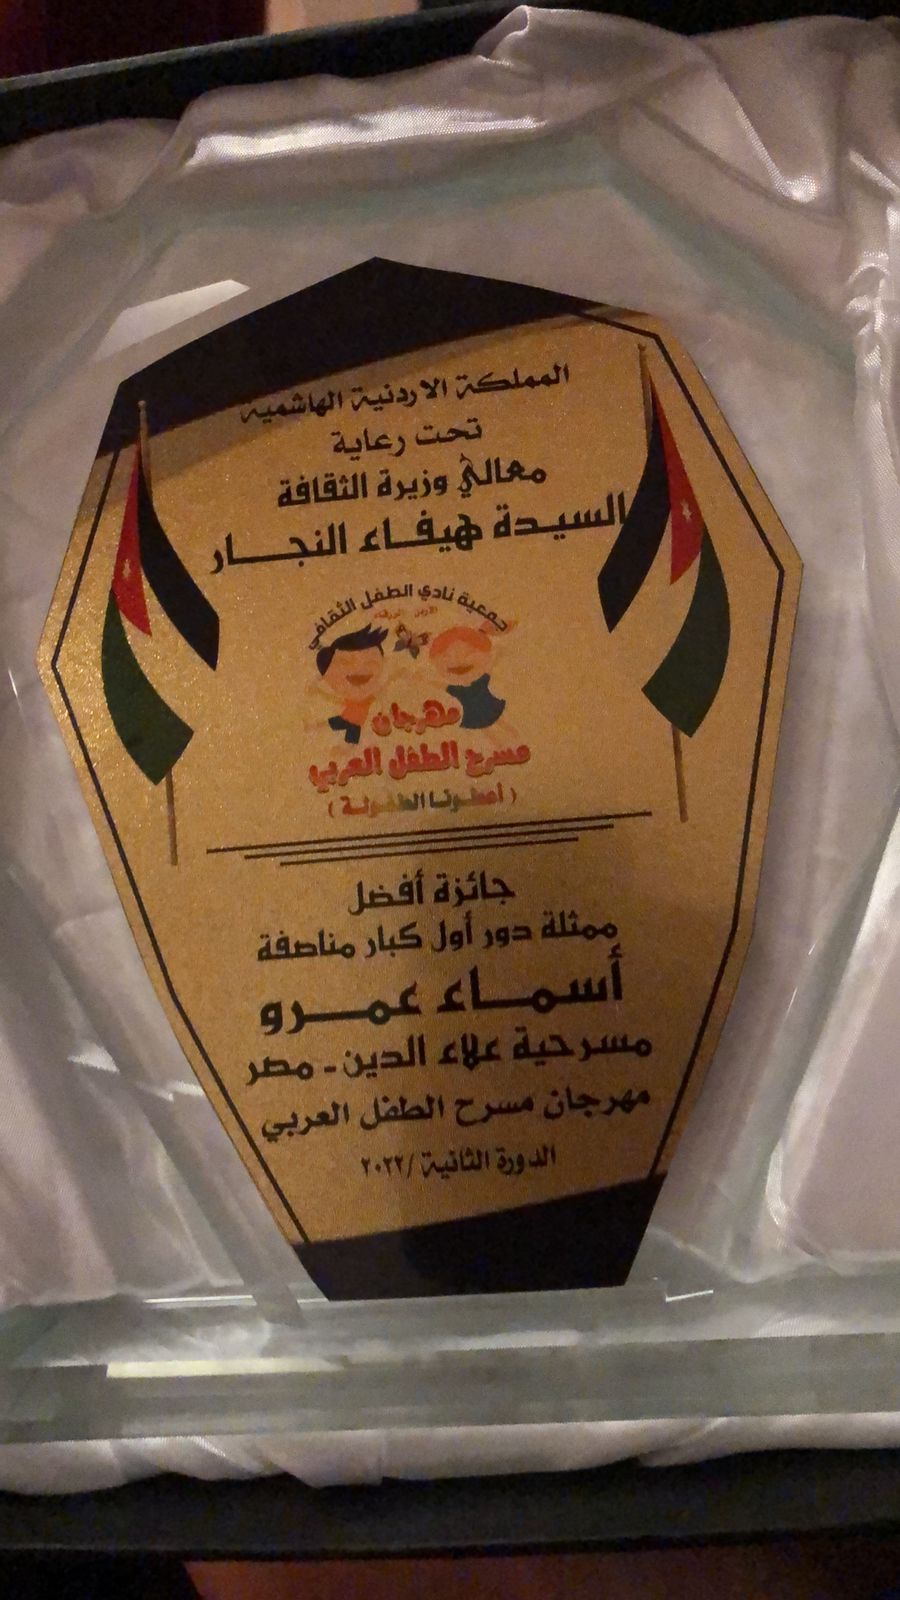 المملكة الاردنية الهاشمية
تحت رعاية
معالي وزيرة الثقافة
السيدة هيفاء النجار
جمعية نادي الطفل الثقافي
مهرجان
مسرح الطفل العربي
(أعطونا الطفولة)
جائزة أفضل
ممثلة دور أول كبار مناصفة
أسماء عمرو
مسرحية علاء الدين - مصر
مهرجان مسرح الطفل العربي
الدورة الثانية /٢٠٢٢